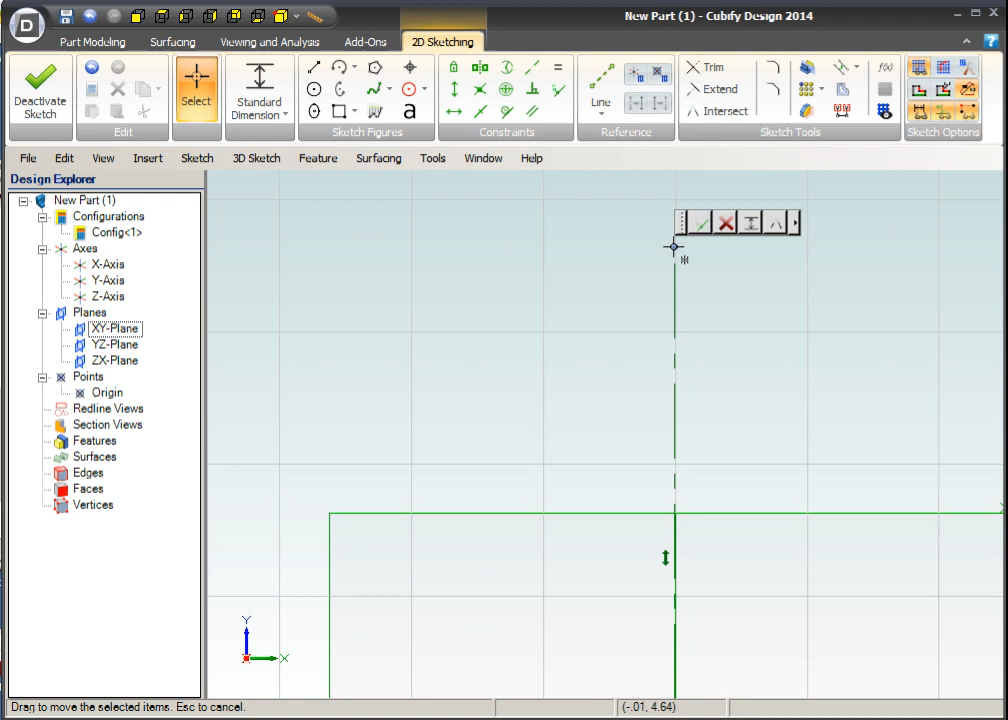 D
New Part (1) - Cubify Design 2014
Part Modeling Surfacing Viewing and Analysis Add-Ons 2D Sketching
Deactivate Sketch
Edit
Select
Standard Dimension
a
Sketch Figures
Constraints
Line
Reference
Trim
Extend
Intersect
f(x)
Sketch Tools
Sketch Options
File Edit View Insert Sketch 3D Sketch Feature Surfacing Tools Window Help
Design Explorer
New Part (1)
Configurations
Config<1>
Axes
X-Axis
Y-Axis
Z-Axis
Planes
XY-Plane
YZ-Plane
ZX-Plane
Points
Origin
Redline Views
Section Views
Features
Surfaces
Edges
Faces
Vertices
Y
X
Drag to move the selected items. Esc to cancel.
(-.01, 4.64)